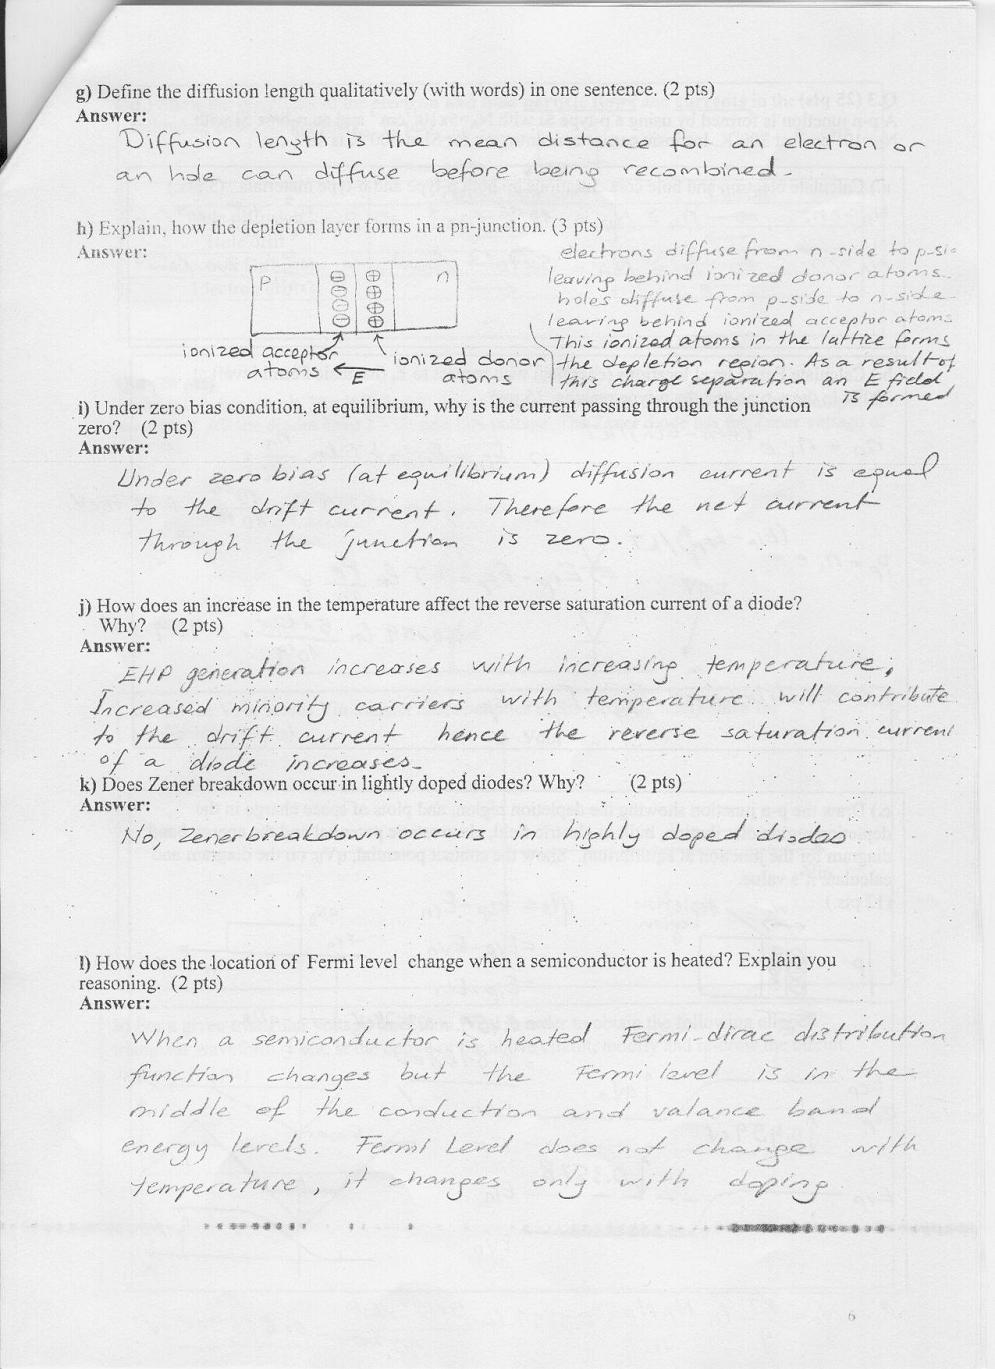 g) Define the diffusion length qualitatively (with words) in one sentence. (2 pts)
Answer:
Diffusion length is the mean distance for an electron or
an hole can diffuse before being recombined.
h) Explain, how the depletion layer forms in a pn-junction. (3 pts)
Answer:
p n
ionized acceptor
atoms
E
ionized donor
atoms
electrons diffuse from n-side to p-si
leaving behind ionized donor atoms.
holes diffuse from p-side to n-side
leaving behind ionized acceptor atoms
This ionized atoms in the lattice forms
the depletion region. As a result of
this charge separation an E field
is formed
i) Under zero bias condition, at equilibrium, why is the current passing through the junction
zero? (2 pts)
Answer:
Under zero bias (at equilibrium) diffusion current is equal
to the drift current. Therefore the net current
through the junction is zero.
j) How does an increase in the temperature affect the reverse saturation current of a diode?
Why? (2 pts)
Answer:
EHP generation increases with increasing temperature,
Increased minority carriers with temperature will contribute
to the drift current hence the reverse saturation current
of a diode increases.
k) Does Zener breakdown occur in lightly doped diodes? Why? (2 pts)
Answer:
No, Zener breakdown occurs in highly doped diodes
l) How does the location of Fermi level change when a semiconductor is heated? Explain you
reasoning. (2 pts)
Answer:
When a semiconductor is heated Fermi-dirac distribution
function changes but the Fermi level is in the
middle of the conduction and valance band
energy levels. Fermi Level does not change with
temperature, it changes only with doping.
6